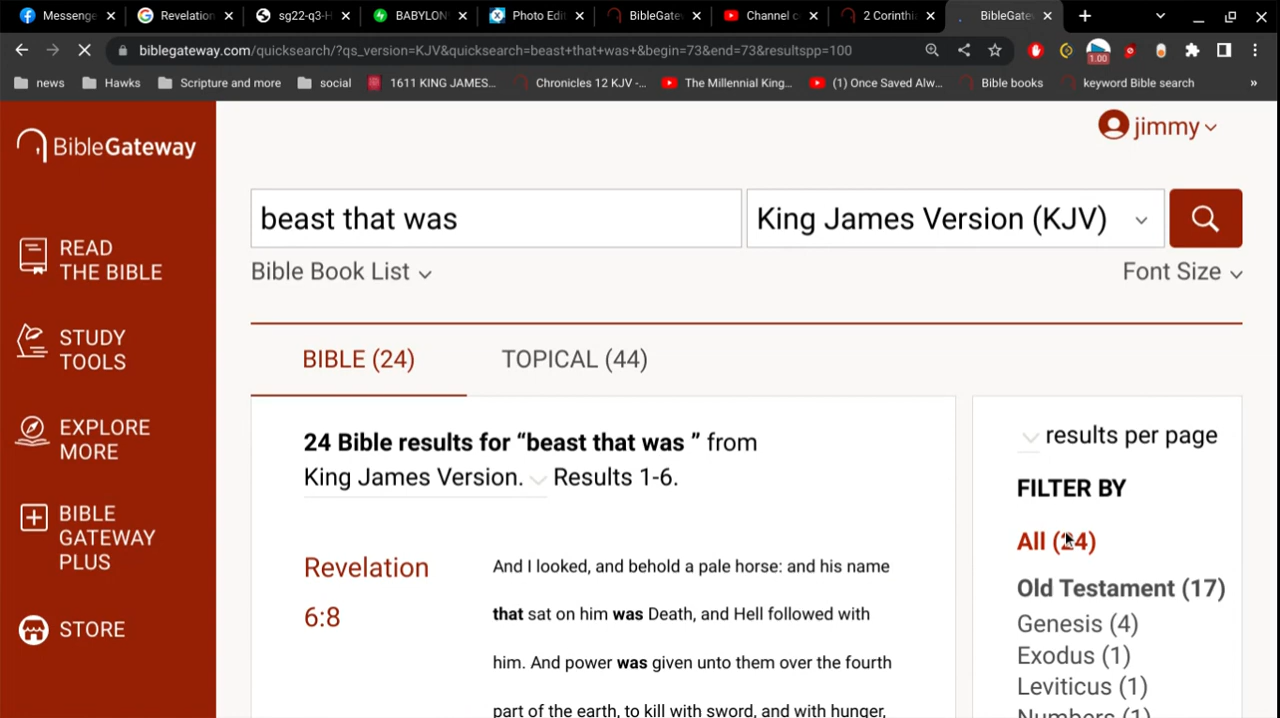 Messenge
Revelation
sg22-q3-H
BABYLON
Photo Edi
BibleGate
Channel c
2 Corinthi
BibleGate
biblegateway.com/quicksearch/?qs_version=KJV&quicksearch=beast+that+was+&begin=73&end=73&resultspp=100
1.00
news
Hawks
Scripture and more
social
1611 KING JAMES...
Chronicles 12 KJV -...
The Millennial King...
(1) Once Saved Alw...
Bible books
keyword Bible search
»
BibleGateway
jimmy
beast that was
King James Version (KJV)
Bible Book List
Font Size
READ
THE BIBLE
STUDY
TOOLS
EXPLORE
MORE
BIBLE
GATEWAY
PLUS
STORE
BIBLE (24)
TOPICAL (44)
24 Bible results for “beast that was ” from
King James Version. Results 1-6.
Revelation
6:8
And I looked, and behold a pale horse: and his name
that sat on him was Death, and Hell followed with
him. And power was given unto them over the fourth
part of the earth, to kill with sword, and with hunger,
results per page
FILTER BY
All (24)
Old Testament (17)
Genesis (4)
Exodus (1)
Leviticus (1)
Numbers (1)